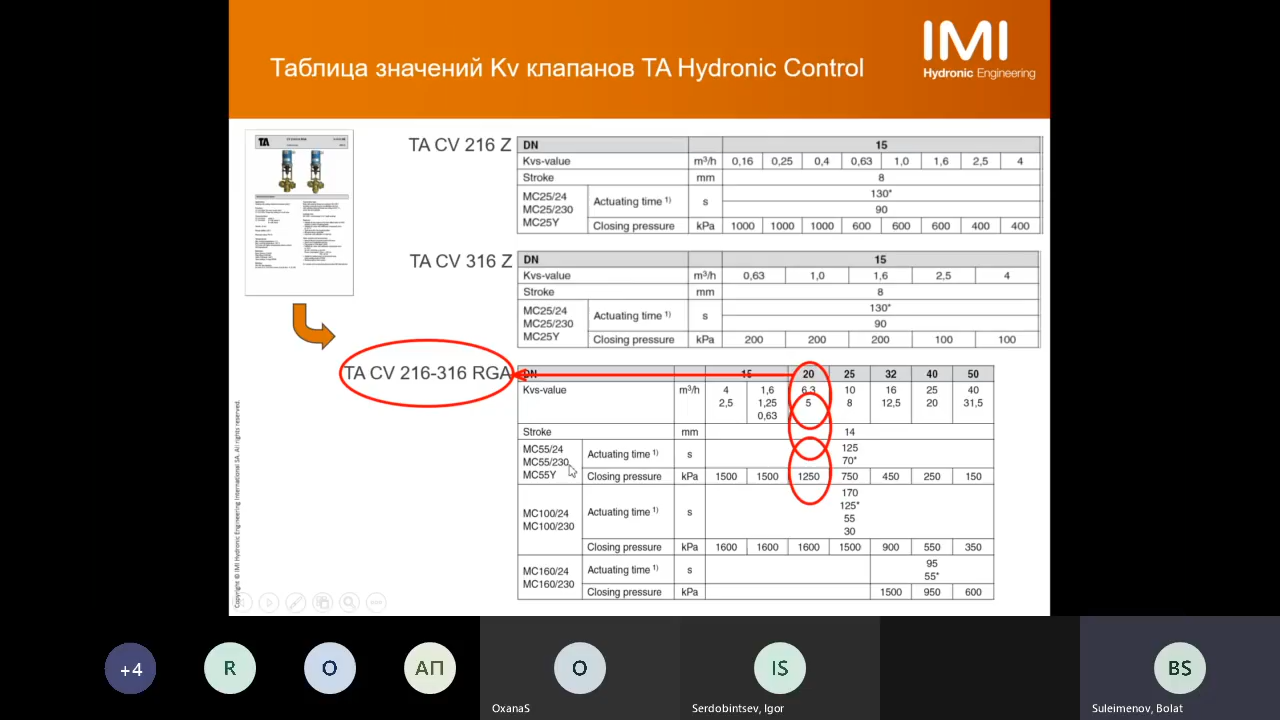 IMI
Hydronic Engineering
Таблица значений Kv клапанов TA Hydronic Control
TA
TA CV 216 Z
DN 15
Kvs-value m³/h 0,16 0,25 0,4 0,63 1,0 1,6 2,5 4
Stroke mm 8
MC25/24 MC25/230 MC25Y Actuating time 1) s 130* 90
Closing pressure kPa 1000 1000 1000 600 600 600 400 400
TA CV 316 Z
DN 15
Kvs-value m³/h 0,63 1,0 1,6 2,5 4
Stroke mm 8
MC25/24 MC25/230 MC25Y Actuating time 1) s 130* 90
Closing pressure kPa 200 200 200 100 100
TA CV 216-316 RGA
DN 15 20 25 32 40 50
Kvs-value m³/h 4 1,6 6,3 10 16 25 40
2,5 1,25 5 8 12,5 20 31,5
0,63
Stroke mm 14
MC55/24 MC55/230 MC55Y Actuating time 1) s 125 70*
Closing pressure kPa 1500 1500 1250 750 450 250 150
MC100/24 MC100/230 Actuating time 1) s 170 125* 55 30
Closing pressure kPa 1600 1600 1600 1500 900 550 350
MC160/24 MC160/230 Actuating time 1) s 95 55*
Closing pressure kPa 1500 950 600
Copyright © IMI Hydronic Engineering International SA. All rights reserved.
+4
R
O
АП
O
IS
BS
OxanaS
Serdobintsev, Igor
Suleimenov, Bolat